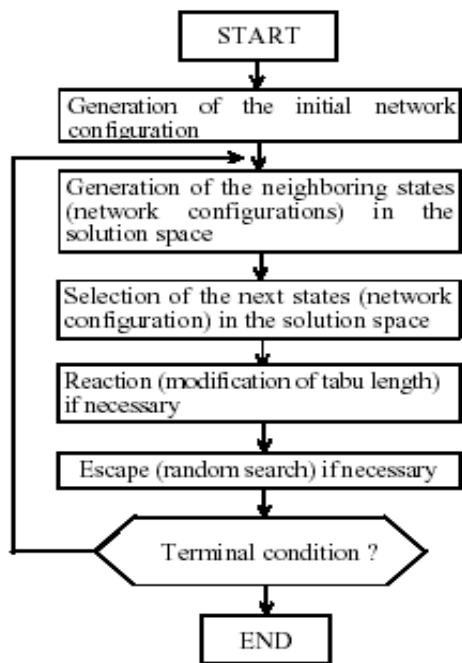 START
Generation of the initial network
configuration
Generation of the neighboring states
(network configurations) in the
solution space
Selection of the next states (network
configuration) in the solution space
Reaction (modification of tabu length)
if necessary
Escape (random search) if necessary
Terminal condition ?
END